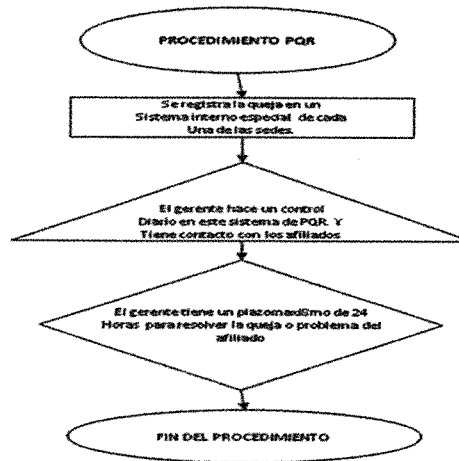 PROCEDIMIENTO PQR
Se registra la queja en un
Sistema interno especial de cada
Una de las sedes.
El gerente hace un control
Diario en este sistema de PQR. Y
Tiene contacto con los afiliados
El gerente tiene un plazo de 24
Horas para resolver la queja o problema del
afiliado
FIN DEL PROCEDIMIENTO